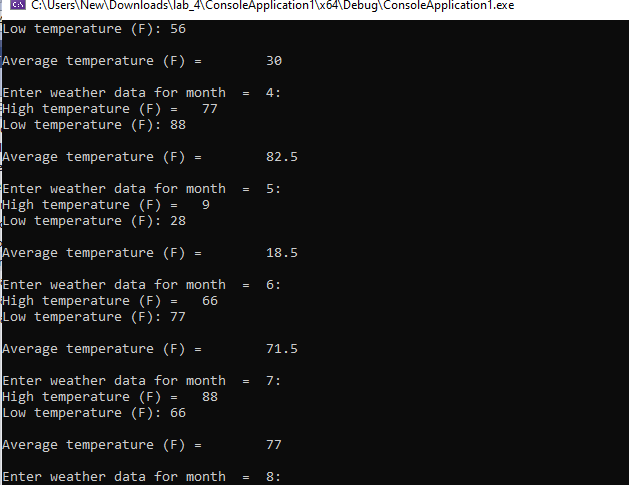 C:\ C:\Users\New\Downloads\lab_4\ConsoleApplication1\x64\Debug\ConsoleApplication1.exe
Low temperature (F): 56
Average temperature (F) = 30
Enter weather data for month = 4:
High temperature (F) = 77
Low temperature (F): 88
Average temperature (F) = 82.5
Enter weather data for month = 5:
High temperature (F) = 9
Low temperature (F): 28
Average temperature (F) = 18.5
Enter weather data for month = 6:
High temperature (F) = 66
Low temperature (F): 77
Average temperature (F) = 71.5
Enter weather data for month = 7:
High temperature (F) = 88
Low temperature (F): 66
Average temperature (F) = 77
Enter weather data for month = 8: